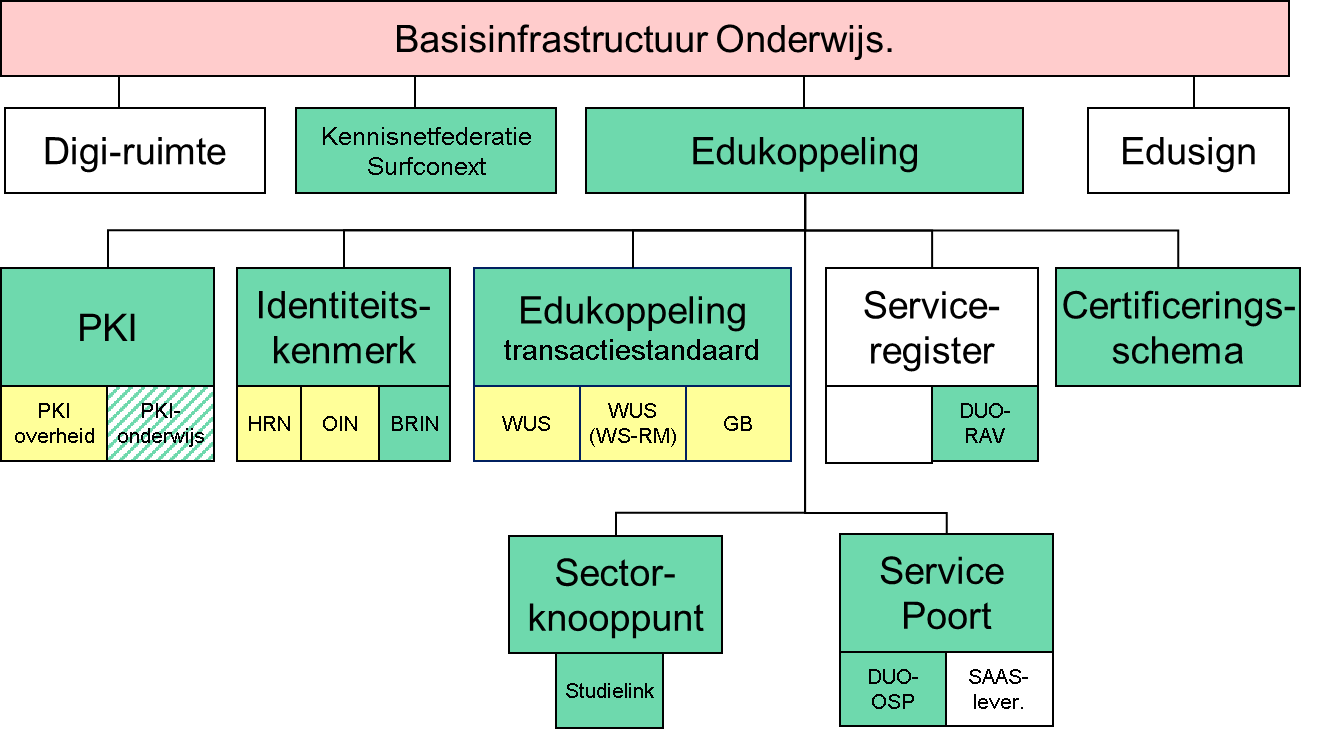 Basisinfrastructuur Onderwijs.
Digi-ruimte
Kennisnetfederatie
Surfconext
Edukoppeling
Edusign
PKI
Identiteits-
kenmerk
Edukoppeling
transactiestandaard
Service-
register
Certificerings-
schema
PKI
overheid
PKI-
onderwijs
HRN
OIN
BRIN
WUS
WUS
(WS-RM)
GB
DUO-
RAV
Sector-
knooppunt
Studielink
Service
Poort
DUO-
OSP
SAAS-
lever.